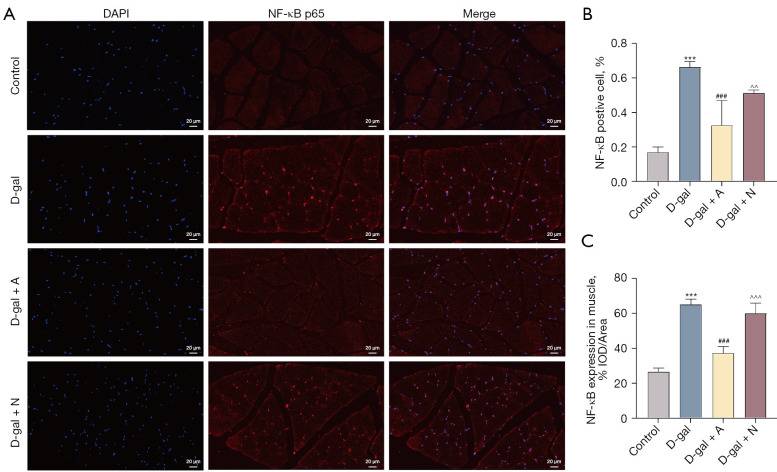 A
DAPI
NF-κB p65
Merge
Control
20 μm
20 μm
20 μm
D-gal
20 μm
20 μm
20 μm
D-gal + A
20 μm
20 μm
20 μm
D-gal + N
20 μm
20 μm
20 μm
B
NF-κB postive cell, %
0.8
0.6
0.4
0.2
0.0
***
###
^^
Control
D-gal
D-gal + A
D-gal + N
C
NF-κB expression in muscle,
% IOD/Area
80
60
40
20
0
***
###
^^^
Control
D-gal
D-gal + A
D-gal + N